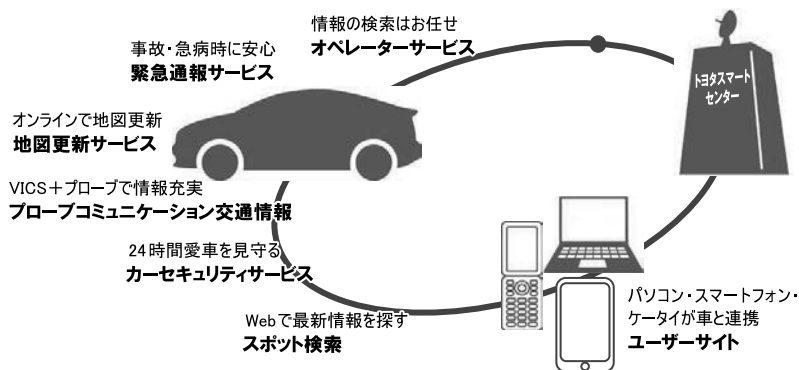 情報の検索はお任せ
オペレーターサービス
事故・急病時に安心
緊急通報サービス
トヨタスマート
センター
オンラインで地図更新
地図更新サービス
VICS＋プローブで情報充実
プローブコミュニケーション交通情報
24時間愛車を見守る
カーセキュリティサービス
Webで最新情報を探す
スポット検索
パソコン・スマートフォン・
ケータイが車と連携
ユーザーサイト